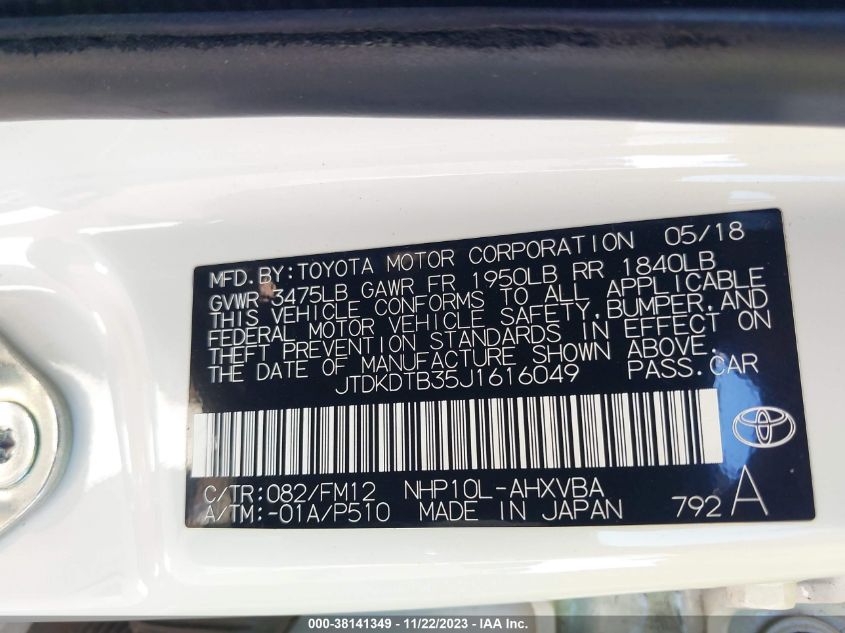 MFD.BY:TOYOTA MOTOR CORPORATION 05/18
GVWR 3475LB GAWR FR 1950LB RR 1840LB
THIS VEHICLE CONFORMS TO ALL APPLICABLE
FEDERAL MOTOR VEHICLE SAFETY,BUMPER,AND
THEFT PREVENTION STANDARDS IN EFFECT ON
THE DATE OF MANUFACTURE SHOWN ABOVE.
JTDKDTB35J1616049 PASS.CAR
C/TR:082/FM12 NHP10L-AHXVBA
A/TM:-01A/P510 MADE IN JAPAN 792 A
000-38141349 - 11/22/2023 - © IAA Inc.